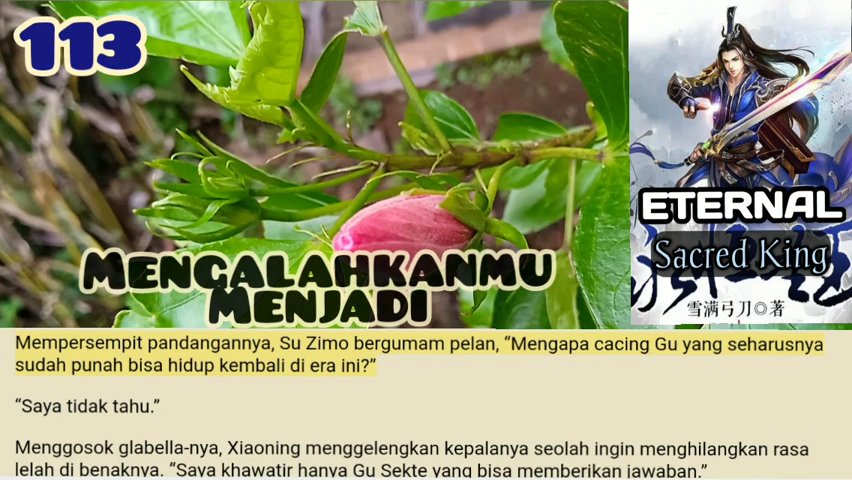 113
MENGALAHKANMU
MENJADI
ETERNAL
Sacred King
雪满弓刀◎著
Mempersempit pandangannya, Su Zimo bergumam pelan, “Mengapa cacing Gu yang seharusnya
sudah punah bisa hidup kembali di era ini?”
“Saya tidak tahu.”
Menggosok glabella-nya, Xiaoning menggelengkan kepalanya seolah ingin menghilangkan rasa
lelah di benaknya. “Saya khawatir hanya Gu Sekte yang bisa memberikan jawaban.”